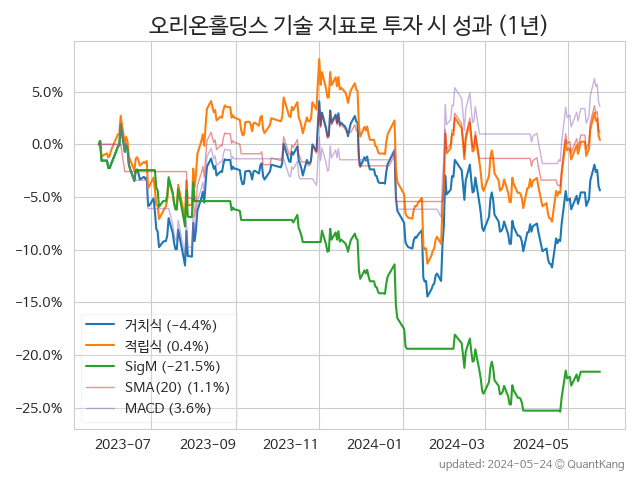 오리온홀딩스 기술 지표로 투자 시 성과 (1년)
5.0%
0.0%
−5.0%
−10.0%
−15.0%
−20.0%
−25.0%
거치식 (−4.4%)
적립식 (0.4%)
SigM (−21.5%)
SMA(20) (1.1%)
MACD (3.6%)
2023−07
2023−09
2023−11
2024−01
2024−03
2024−05
updated: 2024−05−24 © QuantKang